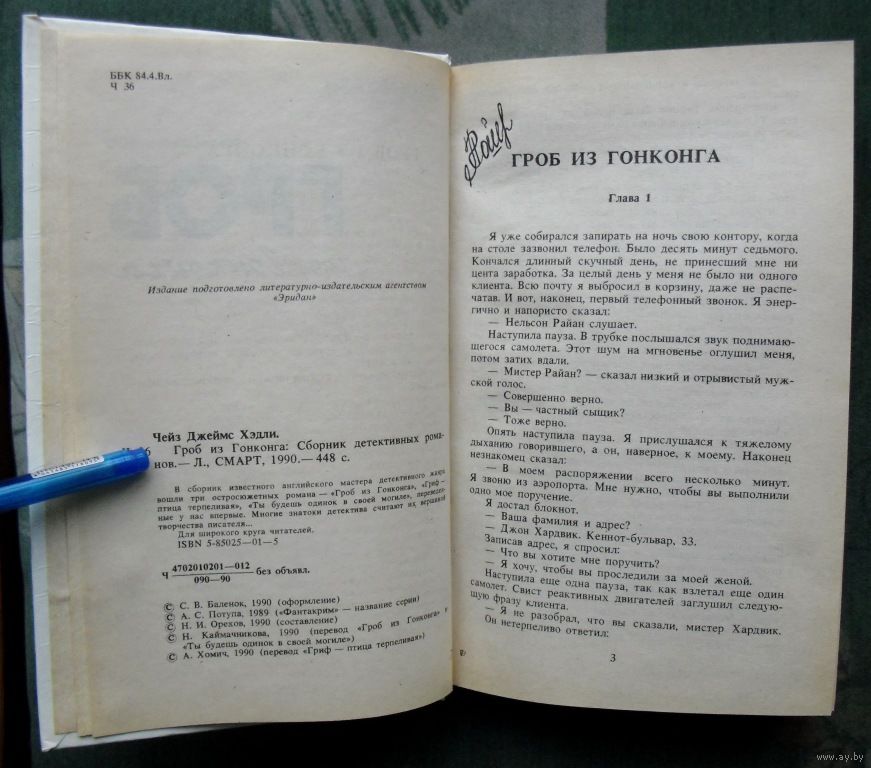 ББК 84.4.Вл.
Ч 36
Издание подготовлено литературно-издательским агентством
«Эридан»
Чейз Джеймс Хэдли.
36 Гроб из Гонконга: Сборник детективных рома-
нов.— Л., СМАРТ, 1990.— 448 с.
В сборник известного английского мастера детективного жанра
вошли три остросюжетных романа — «Гроб из Гонконга», «Гриф —
птица терпеливая», «Ты будешь одинок в своей могиле», переведен-
ные у нас впервые. Многие знатоки детектива считают их вершиной
творчества писателя...
Для широкого круга читателей.
ISBN 5-85025—01—5
Ч 4702010201—012 без объявл.
090—90
© С. В. Баленок, 1990 (оформление)
© А. С. Потупа, 1989 («Фантакрим» — название серии)
© Н. И. Орехов, 1990 (составление)
© Н. Каймачникова, 1990 (перевод «Гроб из Гонконга» и
«Ты будешь одинок в своей могиле»)
© А. Хомич, 1990 (перевод «Гриф — птица терпеливая»)
ГРОБ ИЗ ГОНКОНГА
Глава 1
Я уже собирался запирать на ночь свою контору, когда
на столе зазвонил телефон. Было десять минут седьмого.
Кончался длинный скучный день, не принесший мне ни
цента заработка. За целый день у меня не было ни одного
клиента. Всю почту я выбросил в корзину, даже не распе-
чатав. И вот, наконец, первый телефонный звонок. Я энер-
гично и напористо сказал:
— Нельсон Райан слушает.
Наступила пауза. В трубке послышался звук поднимаю-
щегося самолета. Этот шум на мгновенье оглушил меня,
потом затих вдали.
— Мистер Райан? — сказал низкий и отрывистый муж-
ской голос.
— Совершенно верно.
— Вы — частный сыщик?
— Тоже верно.
Опять наступила пауза. Я прислушался к тяжелому
дыханию говорившего, а он, наверное, к моему. Наконец
незнакомец сказал:
— В моем распоряжении всего несколько минут.
Я звоню из аэропорта. Мне нужно, чтобы вы выполнили
одно мое поручение.
Я достал блокнот.
— Ваша фамилия и адрес?
— Джон Хардвик. Кеннот-бульвар, 33.
Записав адрес, я спросил:
— Что вы хотите мне поручить?
— Я хочу, чтобы вы проследили за моей женой.
Наступила еще одна пауза, так как взлетал еще один
самолет. Свист реактивных двигателей заглушил следую-
щую фразу клиента.
— Я не разобрал, что вы сказали, мистер Хардвик.
Он нетерпеливо ответил:
3
www.ay.by